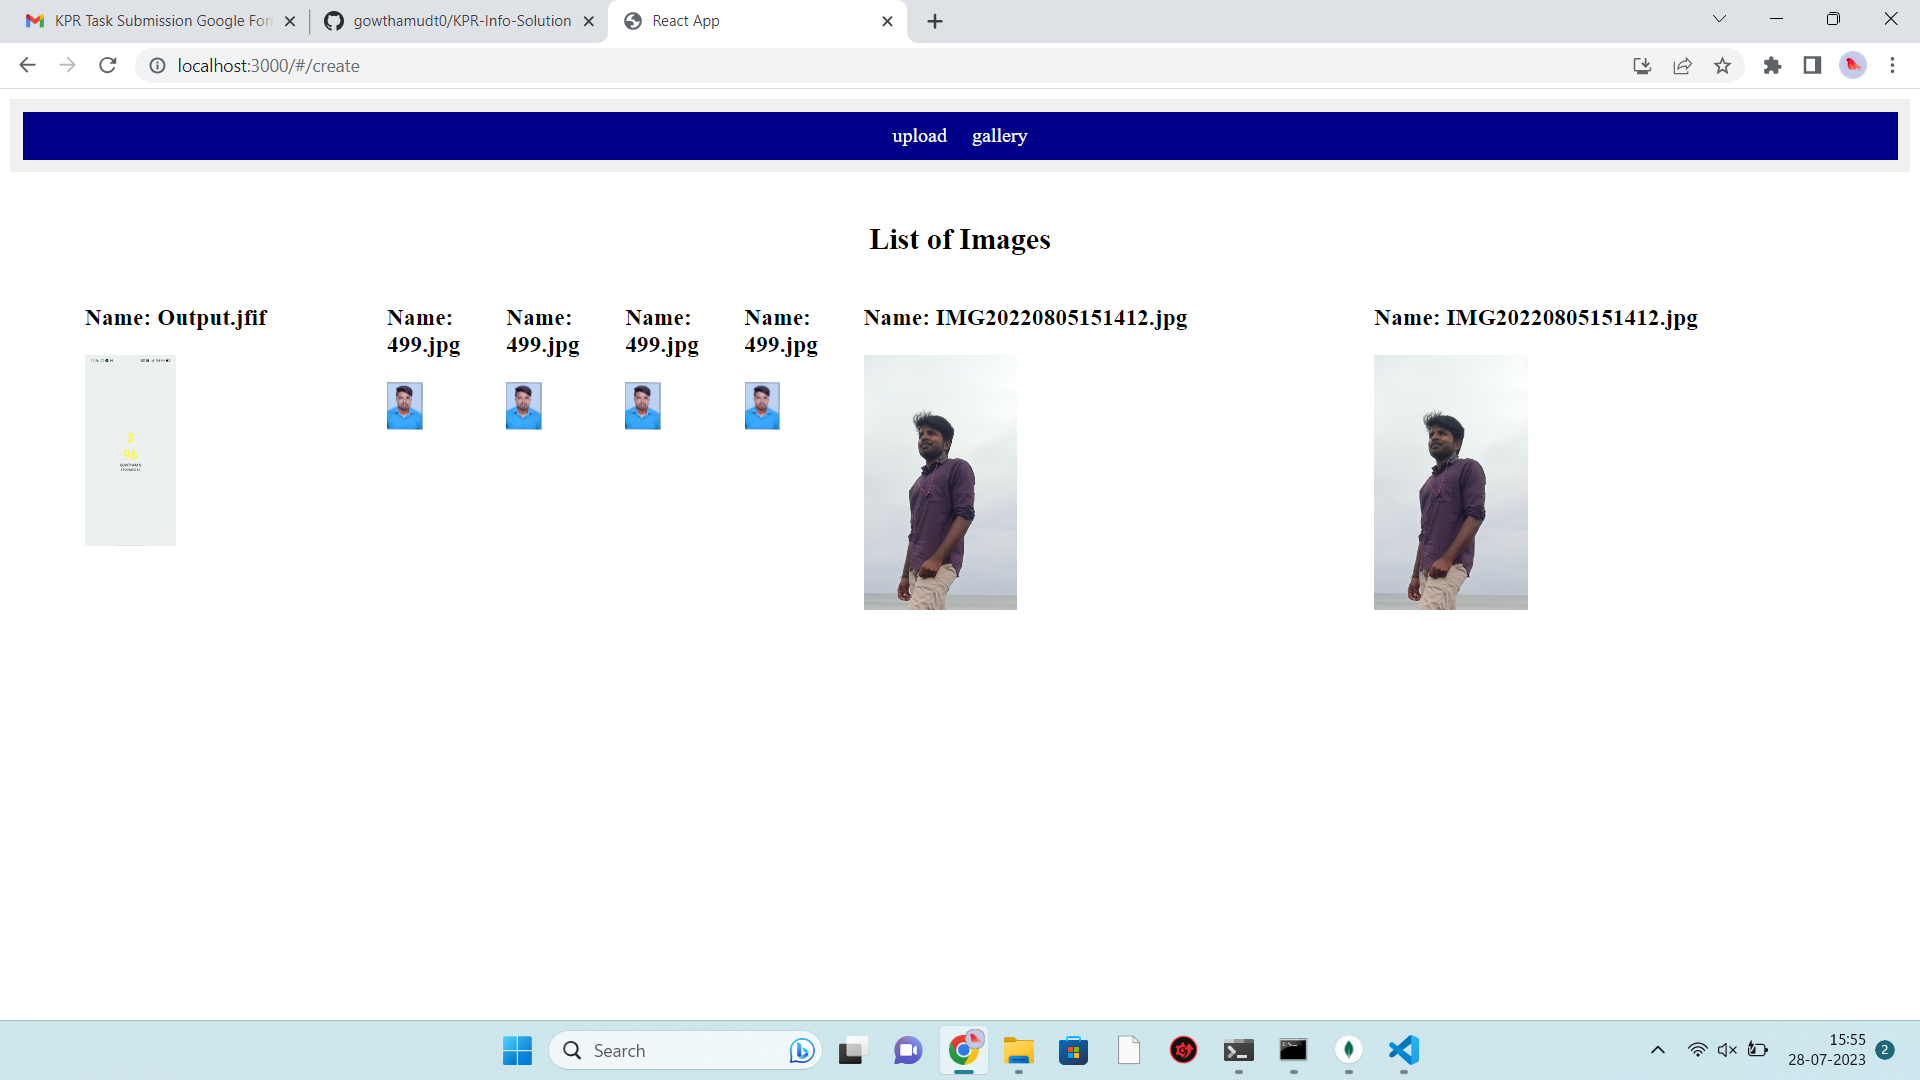 KPR Task Submission Google For
gowthamudt0/KPR-Info-Solution
React App
localhost:3000/#/create
upload gallery
List of Images
Name: Output.jfif
Name: 499.jpg
Name: 499.jpg
Name: 499.jpg
Name: 499.jpg
Name: IMG20220805151412.jpg
Name: IMG20220805151412.jpg
3
96
Search
15:55
28-07-2023
2